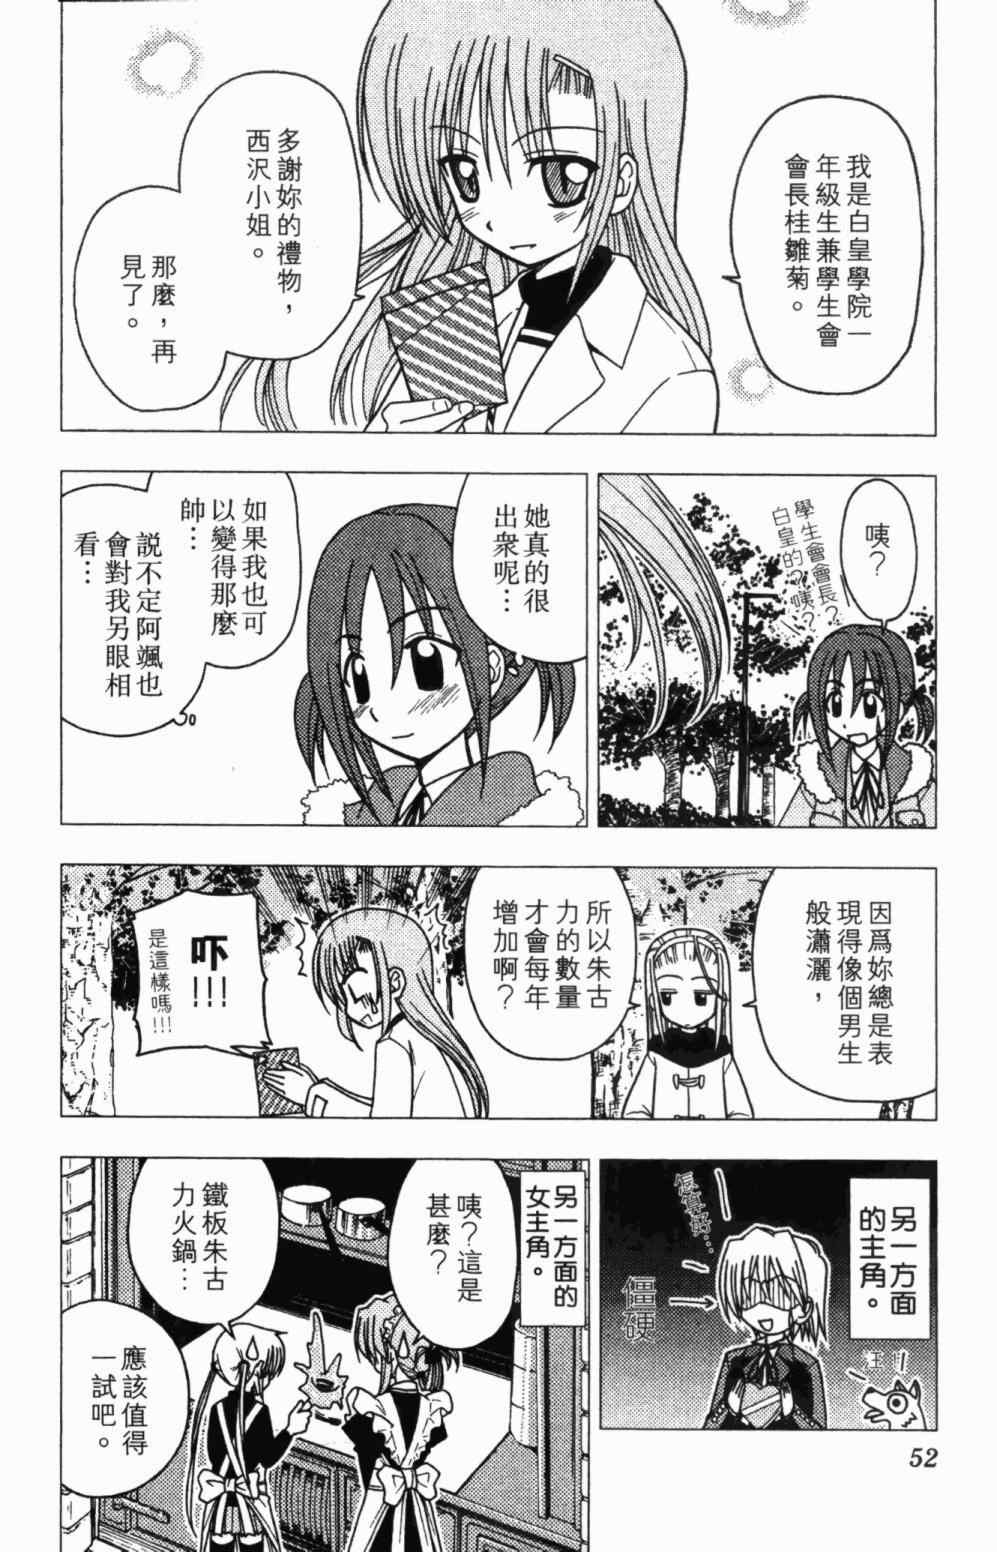 我是白皇學院一
年級生兼學生會
會長桂雛菊。
多謝妳的禮物，
西沢小姐。
那麼，再
見了。
咦？
學生會會長？
白皇的？咦？
她真的很
出衆呢…
如果我也可
以變得那麼
帥…
說不定阿颯也
會對我另眼相
看…
因爲妳總是表
現得像個男生
般瀟灑，
所以朱古
力的數量
才會每年
增加啊？
吓!!!
是這樣嗎!!!
另一方面
的主角。
怎算好…
僵硬
汪！
另一方面的
女主角。
咦？這是
甚麼？
鐵板朱古
力火鍋…
應該值得
一試吧。
52